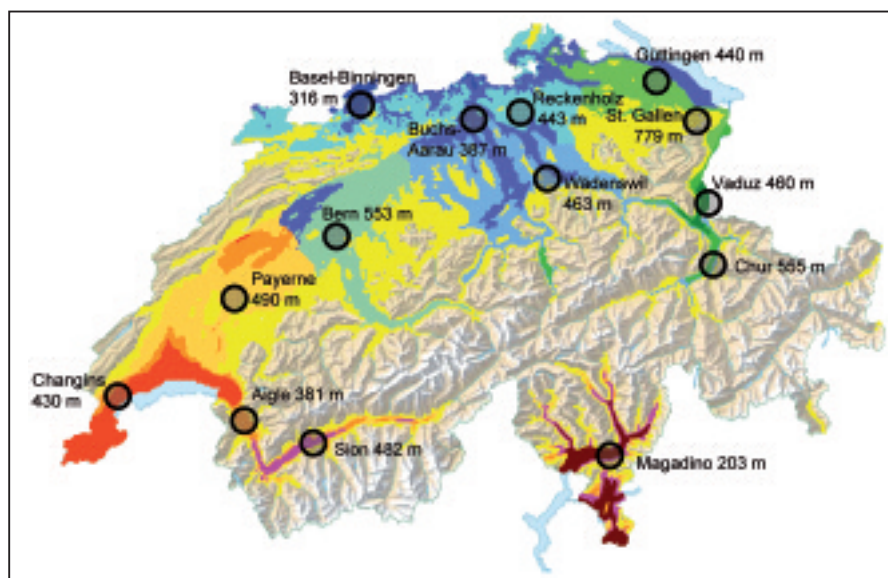 Güttingen 440 m
Basel-Binningen
316 m
Reckenholz
443 m
St. Gallen
779 m
Buchs-
Aarau 387 m
Wadenswil
463 m
Vaduz 460 m
Bern 553 m
Chur 555 m
Payerne
490 m
Changins
430 m
Aigle 381 m
Sion 482 m
Magadino 203 m